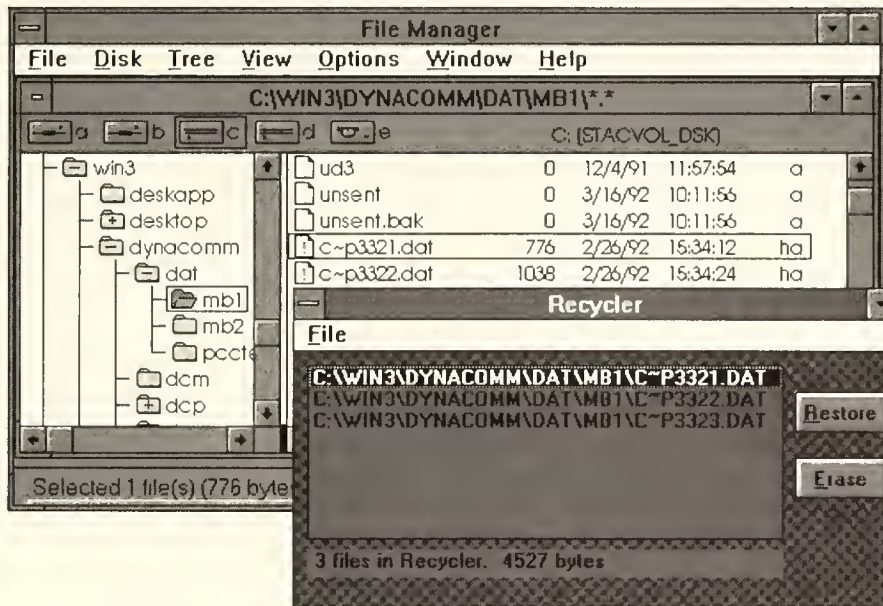 File Manager
File Disk Tree View Options Window Help
C:\WIN3\DYNACOMM\DAT\MB1\*.*
a b c d e C: [STACVOL_DSK]
win3
deskapp
desktop
dynacomm
dat
mb1
mb2
dcm
dcp
ud3 0 12/4/91 11:57:54 a
unsent 0 3/16/92 10:11:56 a
unsent.bak 0 3/16/92 10:11:56 a
c~p3321.dat 776 2/26/92 15:34:12 ha
c~p3322.dat 1038 2/26/92 15:34:24 ha
Selected 1 file(s) (776 byte
Recycler
File
C:\WIN3\DYNACOMM\DAT\MB1\C~P3321.DAT
C:\WIN3\DYNACOMM\DAT\MB1\C~P3322.DAT
C:\WIN3\DYNACOMM\DAT\MB1\C~P3323.DAT
Restore
Erase
3 files in Recycler. 4527 bytes